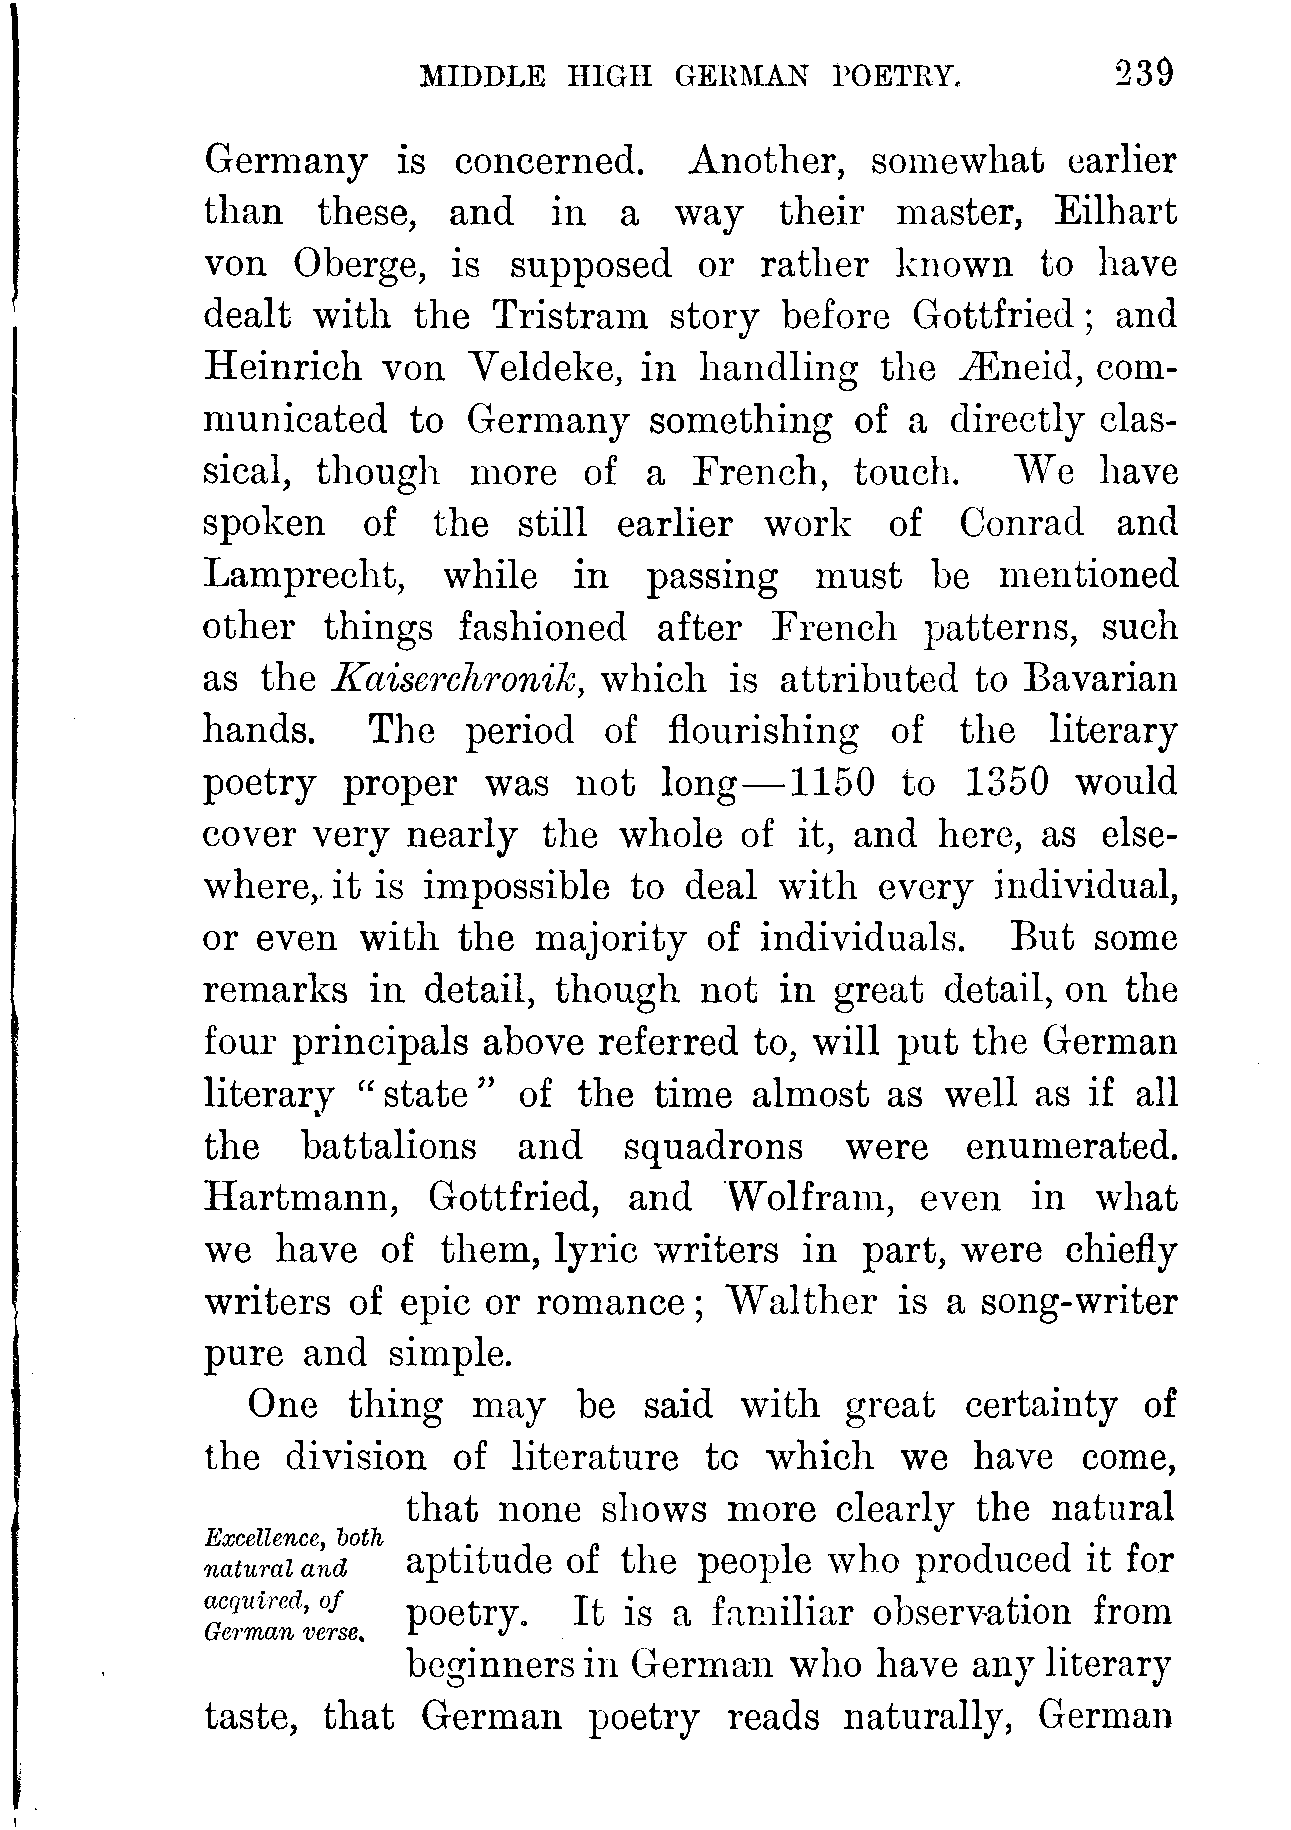 MIDDLE HIGH GERMAN POETRY. 239
Germany is concerned. Another, somewhat earlier
than these, and in a way their master, Eilhart
von Oberge, is supposed or rather known to have
dealt with the Tristram story before Gottfried; and
Heinrich von Veldeke, in handling the Æneid, com-
municated to Germany something of a directly clas-
sical, though more of a French, touch. We have
spoken of the still earlier work of Conrad and
Lamprecht, while in passing must be mentioned
other things fashioned after French patterns, such
as the Kaiserchronik, which is attributed to Bavarian
hands. The period of flourishing of the literary
poetry proper was not long—1150 to 1350 would
cover very nearly the whole of it, and here, as else-
where, it is impossible to deal with every individual,
or even with the majority of individuals. But some
remarks in detail, though not in great detail, on the
four principals above referred to, will put the German
literary “state” of the time almost as well as if all
the battalions and squadrons were enumerated.
Hartmann, Gottfried, and Wolfram, even in what
we have of them, lyric writers in part, were chiefly
writers of epic or romance; Walther is a song-writer
pure and simple.
One thing may be said with great certainty of
the division of literature to which we have come,
Excellence, both
natural and
acquired, of
German verse.
that none shows more clearly the natural
aptitude of the people who produced it for
poetry. It is a familiar observation from
beginners in German who have any literary
taste, that German poetry reads naturally, German